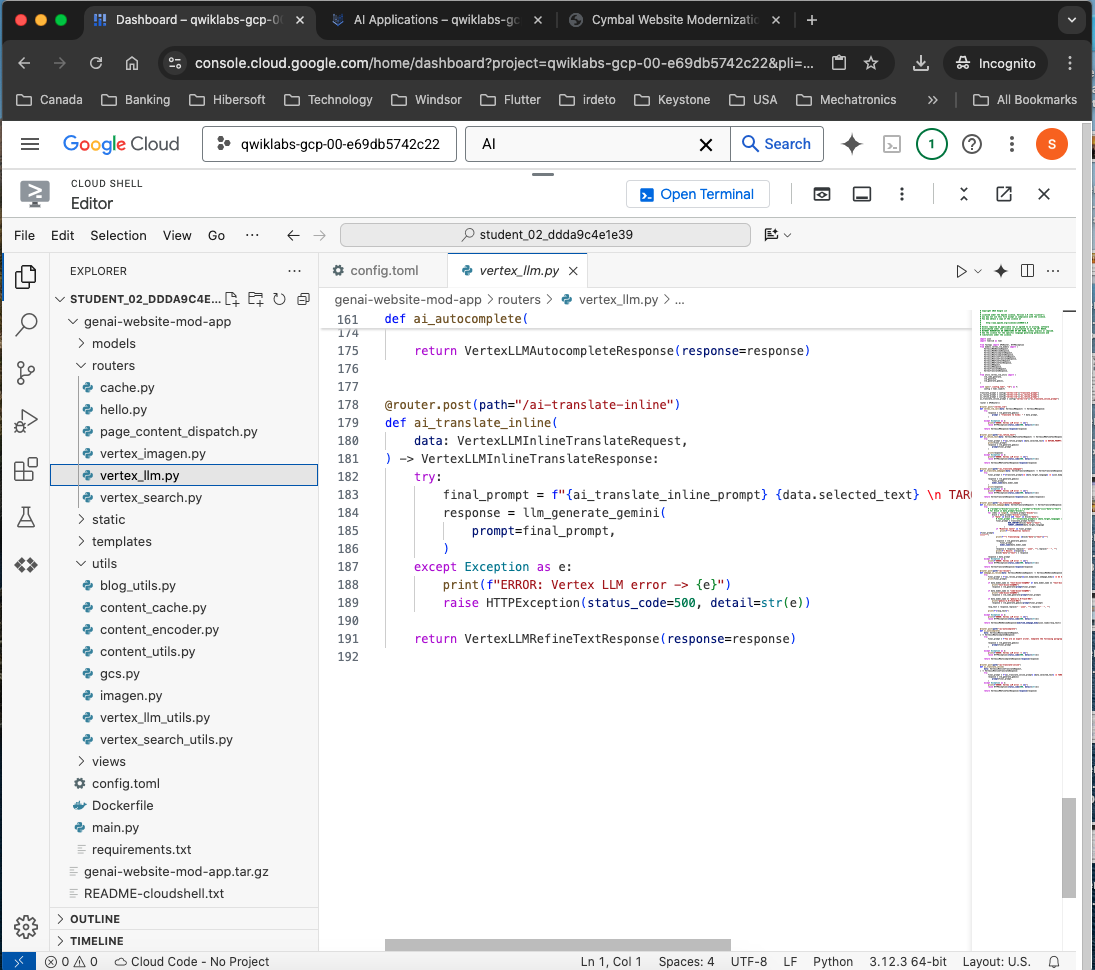 Dashboard – qwiklabs-gcp-0
AI Applications – qwiklabs-gc
Cymbal Website Modernizatio
console.cloud.google.com/home/dashboard?project=qwiklabs-gcp-00-e69db5742c22&pli=...
Incognito
Canada
Banking
Hibersoft
Technology
Windsor
Flutter
irdeto
Keystone
USA
Mechatronics
All Bookmarks
Google Cloud
qwiklabs-gcp-00-e69db5742c22
AI
Search
1
S
CLOUD SHELL
Editor
Open Terminal
File Edit Selection View Go ···
student_02_ddda9c4e1e39
EXPLORER
STUDENT_02_DDDA9C4E...
genai-website-mod-app
models
routers
cache.py
hello.py
page_content_dispatch.py
vertex_imagen.py
vertex_llm.py
vertex_search.py
static
templates
utils
blog_utils.py
content_cache.py
content_encoder.py
content_utils.py
gcs.py
imagen.py
vertex_llm_utils.py
vertex_search_utils.py
views
config.toml
Dockerfile
main.py
requirements.txt
genai-website-mod-app.tar.gz
README-cloudshell.txt
OUTLINE
TIMELINE
config.toml
vertex_llm.py
genai-website-mod-app > routers > vertex_llm.py > ...
161 def ai_autocomplete(
174
175 return VertexLLMAutocompleteResponse(response=response)
176
177
178 @router.post(path="/ai-translate-inline")
179 def ai_translate_inline(
180 data: VertexLLMInlineTranslateRequest,
181 ) -> VertexLLMInlineTranslateResponse:
182 try:
183 final_prompt = f"{ai_translate_inline_prompt} {data.selected_text} \n TARG
184 response = llm_generate_gemini(
185 prompt=final_prompt,
186 )
187 except Exception as e:
188 print(f"ERROR: Vertex LLM error -> {e}")
189 raise HTTPException(status_code=500, detail=str(e))
190
191 return VertexLLMRefineTextResponse(response=response)
192
0 0 Cloud Code - No Project
Ln 1, Col 1 Spaces: 4 UTF-8 LF Python 3.12.3 64-bit Layout: U.S.